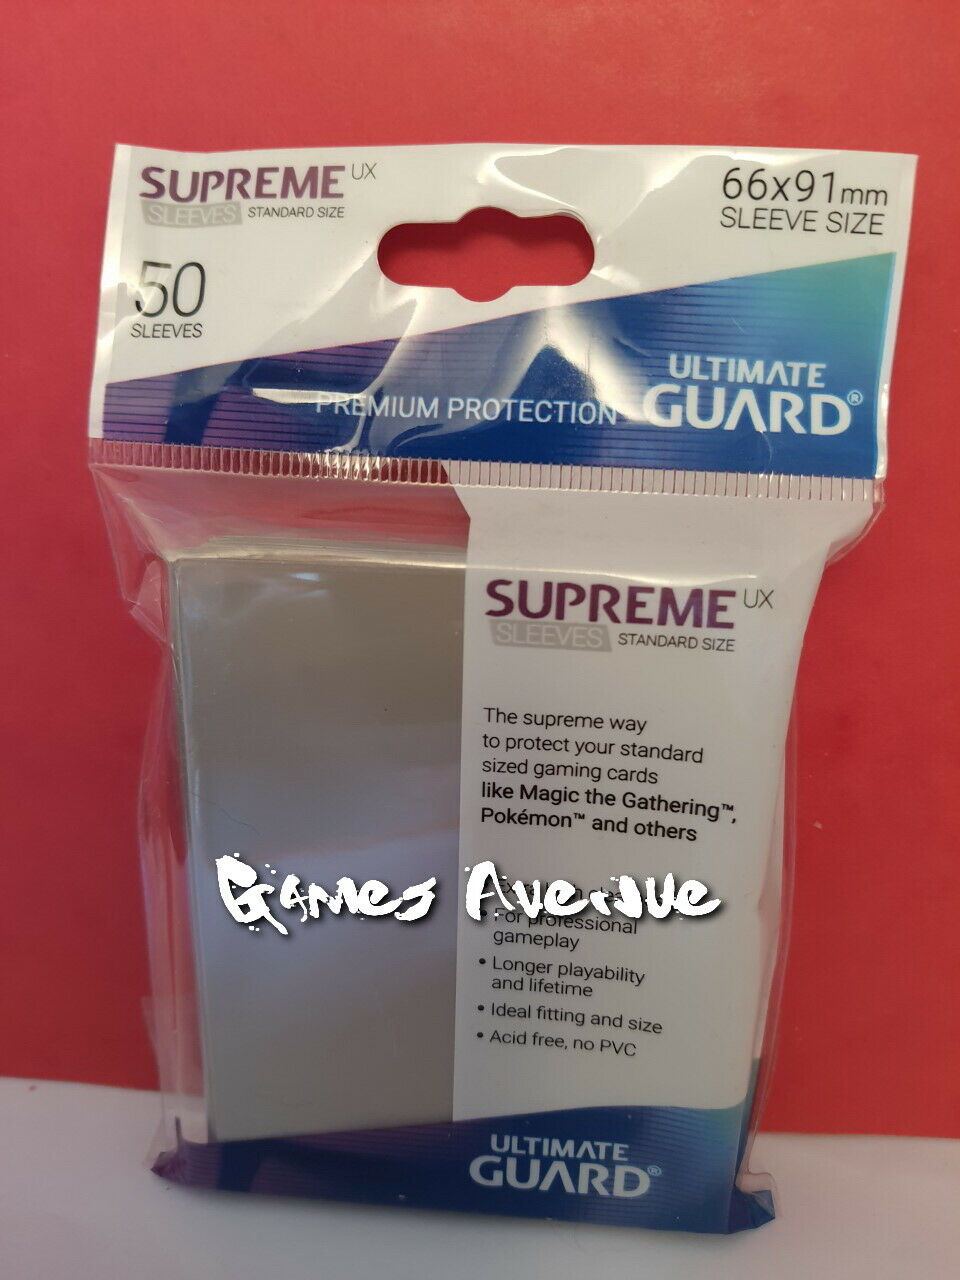 SUPREME UX
SLEEVES STANDARD SIZE
66x91mm
SLEEVE SIZE
50
SLEEVES
PREMIUM PROTECTION
ULTIMATE
GUARD®
SUPREME UX
SLEEVES STANDARD SIZE
The supreme way
to protect your standard
sized gaming cards
like Magic the Gathering™,
Pokémon™ and others
Games Avenue
• For professional
gameplay
• Longer playability
and lifetime
• Ideal fitting and size
• Acid free, no PVC
ULTIMATE
GUARD®